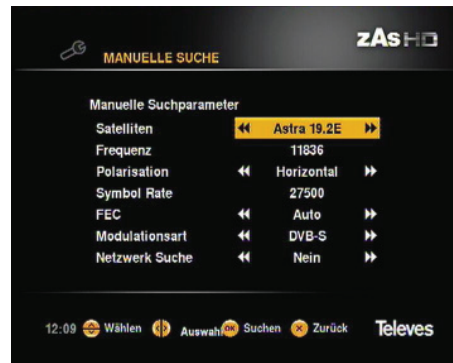 zAs HD
MANUELLE SUCHE
Manuelle Suchparameter
Satelliten Astra 19.2E
Frequenz 11836
Polarisation Horizontal
Symbol Rate 27500
FEC Auto
Modulationsart DVB-S
Netzwerk Suche Nein
12:09 Wählen Auswahl OK Suchen Zurück Televes